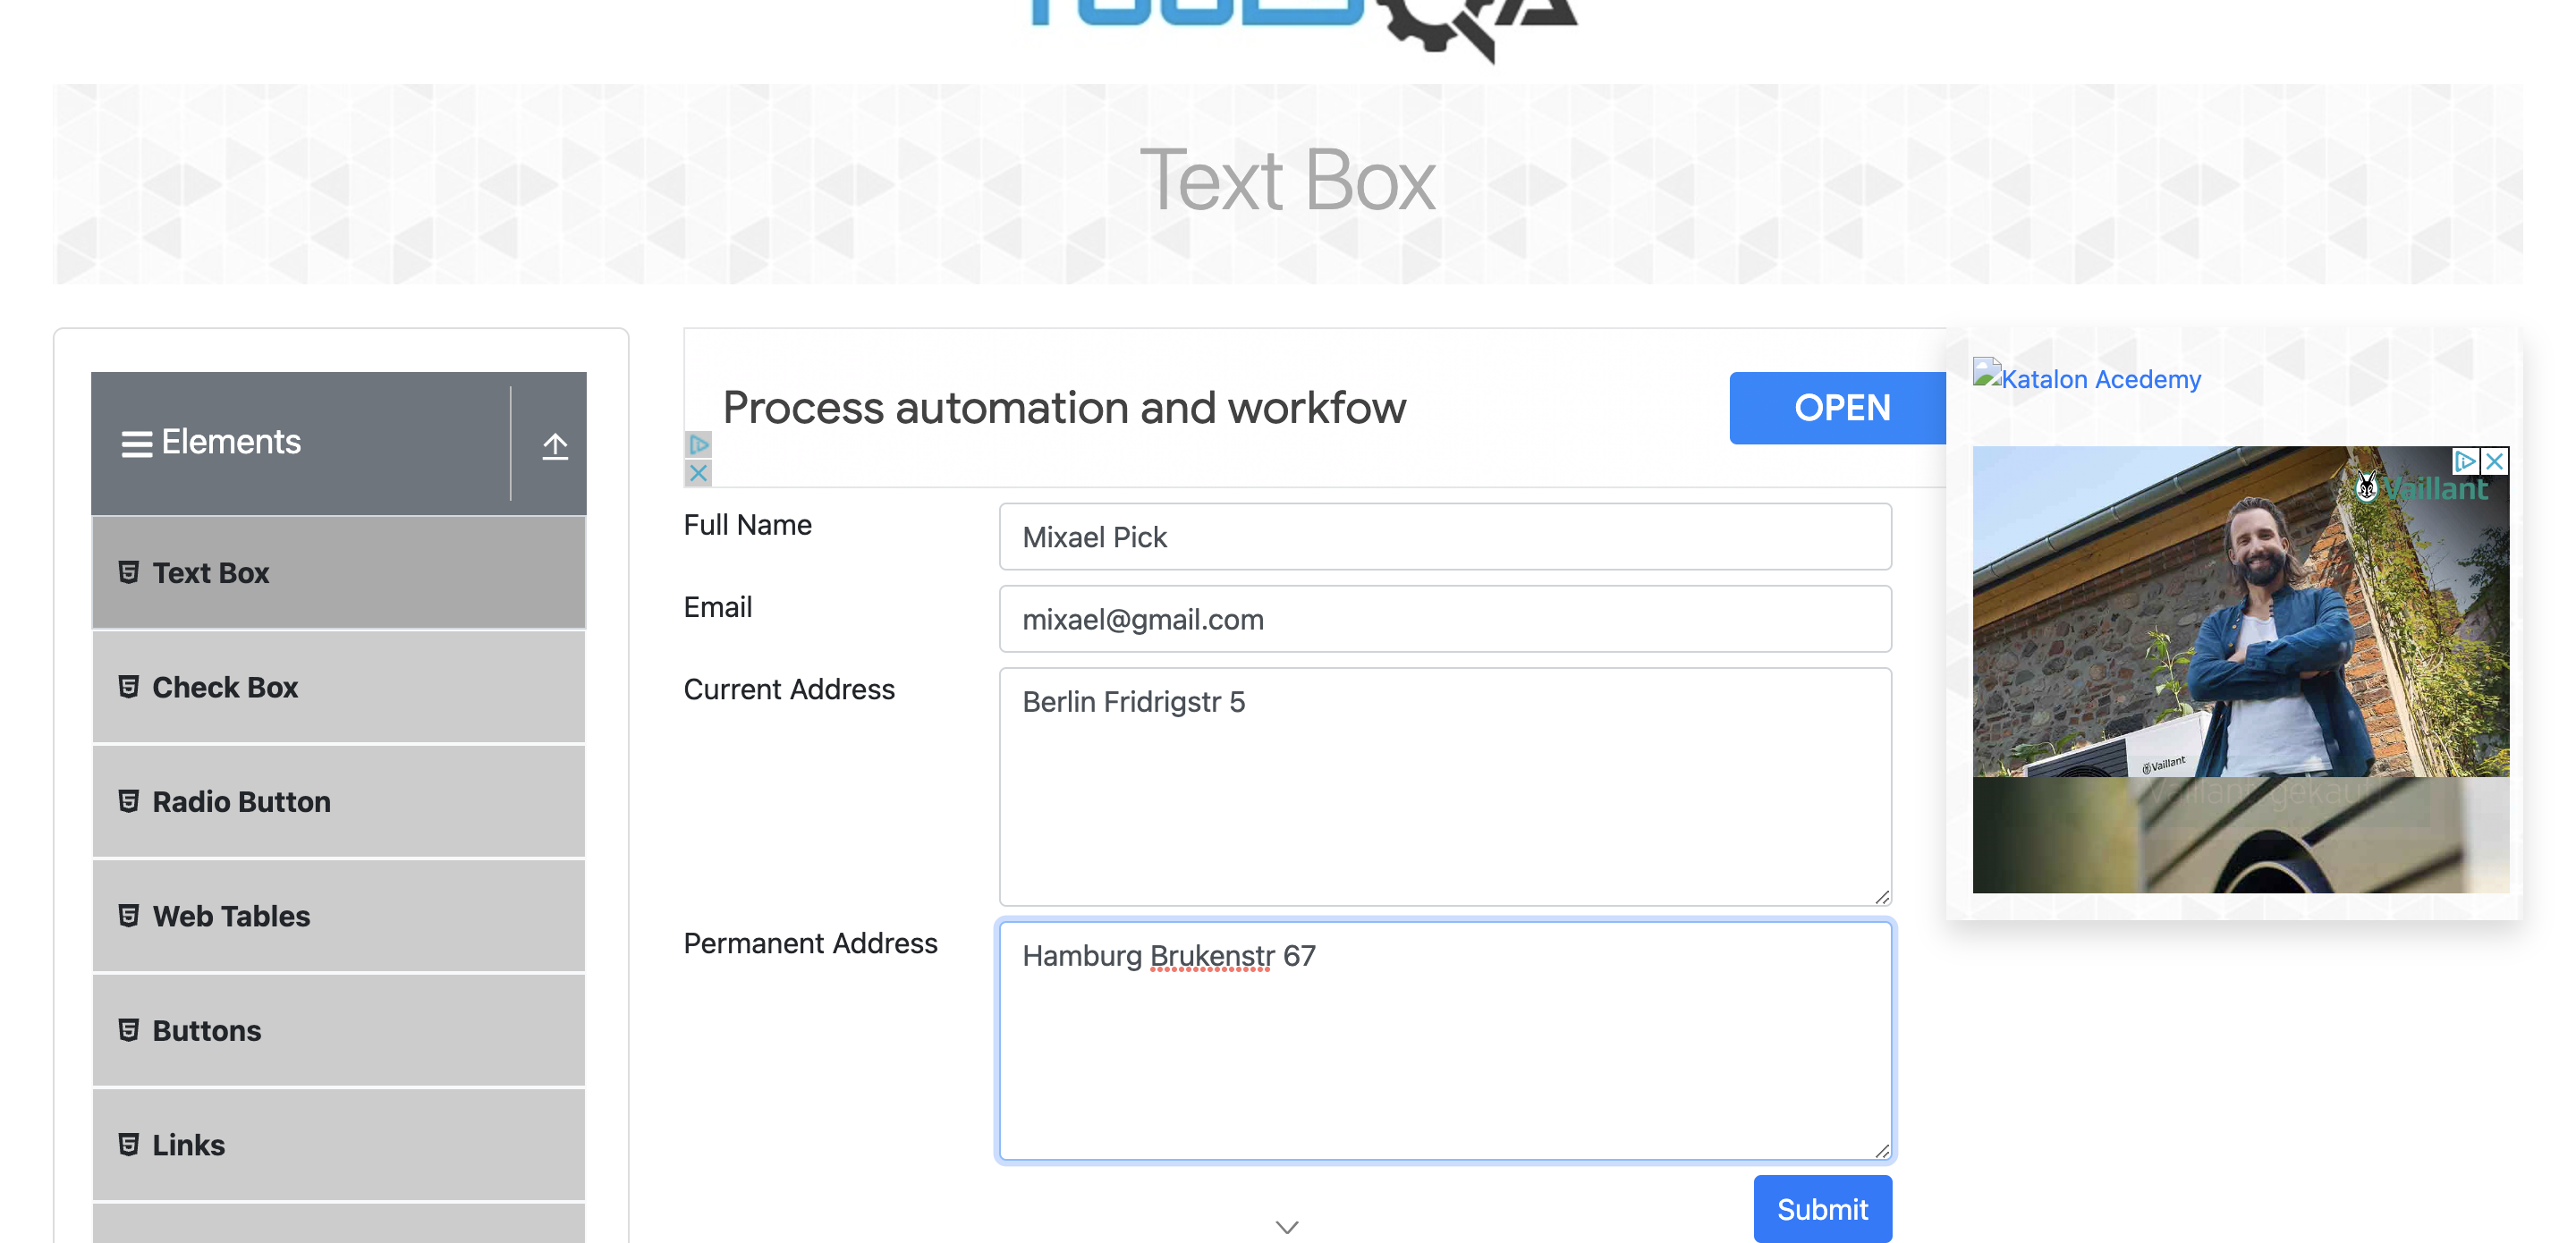 Text Box
Elements
Text Box
Check Box
Radio Button
Web Tables
Buttons
Links
Process automation and workfow
OPEN
Full Name
Mixael Pick
Email
mixael@gmail.com
Current Address
Berlin Fridrigstr 5
Permanent Address
Hamburg Brukenstr 67
Submit
Katalon Acedemy
Vaillant
Vaillant